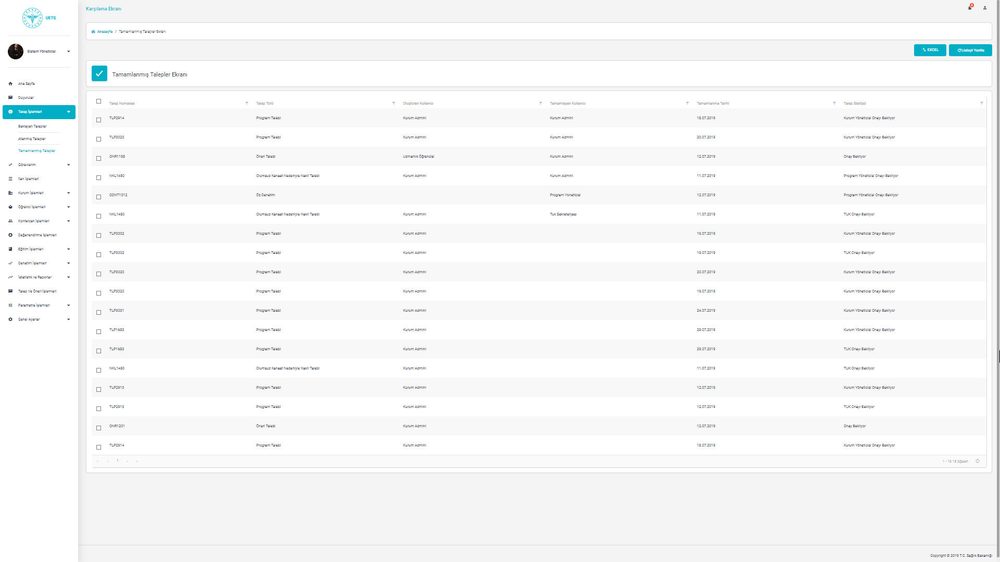 UETS
Karşılama Ekranı
Sistem Yöneticisi
Ana Sayfa
Duyurular
Talep İşlemleri
Bekleyen Talepler
Atanmış Talepler
Tamamlanmış Talepler
Görevlerim
İlan İşlemleri
Kurum İşlemleri
Öğrenci İşlemleri
Kontenjan İşlemleri
Değerlendirme İşlemleri
Eğitim İşlemleri
Denetim İşlemleri
İstatistik ve Raporlar
Talep Ve Öneri İşlemleri
Parametre İşlemleri
Genel Ayarlar
Anasayfa / Tamamlanmış Talepler Ekranı
EXCEL Listeyi Yenile
Tamamlanmış Talepler Ekranı
Talep Numarası Talep Türü Oluşturan Kullanıcı Tamamlayan Kullanıcı Tamamlanma Tarihi Talep Statüsü
TLP2914 Program Talebi Kurum Admini Kurum Admini 18.07.2019 Kurum Yöneticisi Onayı Bekliyor
TLP3020 Program Talebi Kurum Admini Kurum Admini 20.07.2019 Kurum Yöneticisi Onayı Bekliyor
ONR1198 Öneri Talebi Uzmanlık Öğrencisi Kurum Admini 12.07.2019 Onay Bekliyor
NKL1450 Olumsuz Kanaat Nedeniyle Nakil Talebi Kurum Admini Kurum Admini 11.07.2019 Program Yöneticisi Onayı Bekliyor
ODNT1012 Öz Denetim Program Yoneticisi 12.07.2019 Program Yöneticisi Onayı Bekliyor
NKL1450 Olumsuz Kanaat Nedeniyle Nakil Talebi Kurum Admini Tuk Sekreteryası 11.07.2019 TUK Onayı Bekliyor
TLP3002 Program Talebi Kurum Admini 19.07.2019 Kurum Yöneticisi Onayı Bekliyor
TLP3002 Program Talebi Kurum Admini 19.07.2019 TUK Onayı Bekliyor
TLP3020 Program Talebi Kurum Admini 20.07.2019 Kurum Yöneticisi Onayı Bekliyor
TLP3020 Program Talebi Kurum Admini 19.07.2019 Kurum Yöneticisi Onayı Bekliyor
TLP3031 Program Talebi Kurum Admini 24.07.2019 Kurum Yöneticisi Onayı Bekliyor
TLP1683 Program Talebi Kurum Admini 29.07.2019 Kurum Yöneticisi Onayı Bekliyor
TLP1683 Program Talebi Kurum Admini 29.07.2019 TUK Onayı Bekliyor
NKL1450 Olumsuz Kanaat Nedeniyle Nakil Talebi Kurum Admini 11.07.2019 TUK Onayı Bekliyor
TLP2913 Program Talebi Kurum Admini 12.07.2019 Kurum Yöneticisi Onayı Bekliyor
TLP2913 Program Talebi Kurum Admini 12.07.2019 TUK Onayı Bekliyor
ONR1201 Öneri Talebi Kurum Admini 12.07.2019 Onay Bekliyor
TLP2914 Program Talebi Kurum Admini 18.07.2019 Kurum Yöneticisi Onayı Bekliyor
1 1 - 18 18 öğeleri
Copyright © 2019 T.C. Sağlık Bakanlığı